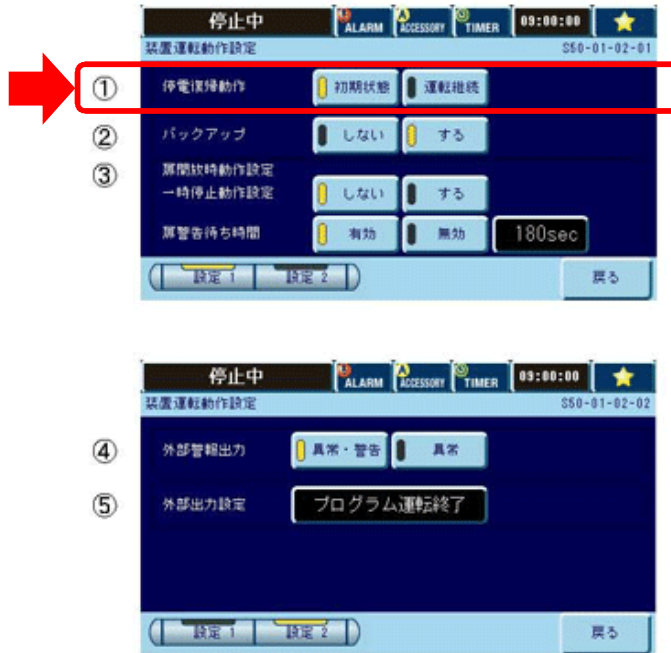 停止中 ALARM ACCESSORY TIMER 09:00:00
装置運転動作設定 S50-01-02-01
① 停電復帰動作 初期状態 運転継続
② バックアップ しない する
③ 扉開放時動作設定
一時停止動作設定 しない する
扉警告待ち時間 有効 無効 180sec
設定 1 設定 2 戻る
停止中 ALARM ACCESSORY TIMER 09:00:00
装置運転動作設定 S50-01-02-02
④ 外部警報出力 異常・警告 異常
⑤ 外部出力設定 プログラム運転終了
設定 1 設定 2 戻る